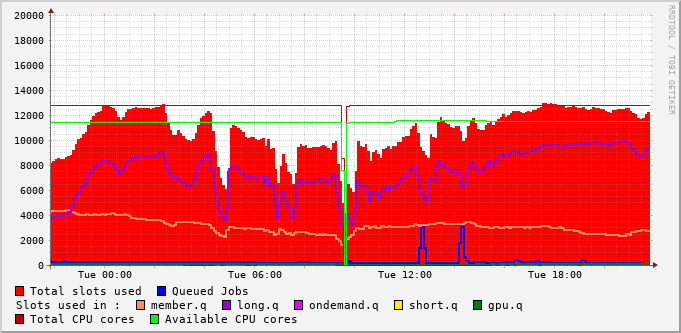 20000
18000
16000
14000
12000
10000
8000
6000
4000
2000
0
Tue 00:00 Tue 06:00 Tue 12:00 Tue 18:00
Total slots used Queued Jobs
Slots used in : member.q long.q ondemand.q short.q gpu.q
Total CPU cores Available CPU cores
RRDTOOL / TOBI OETIKER